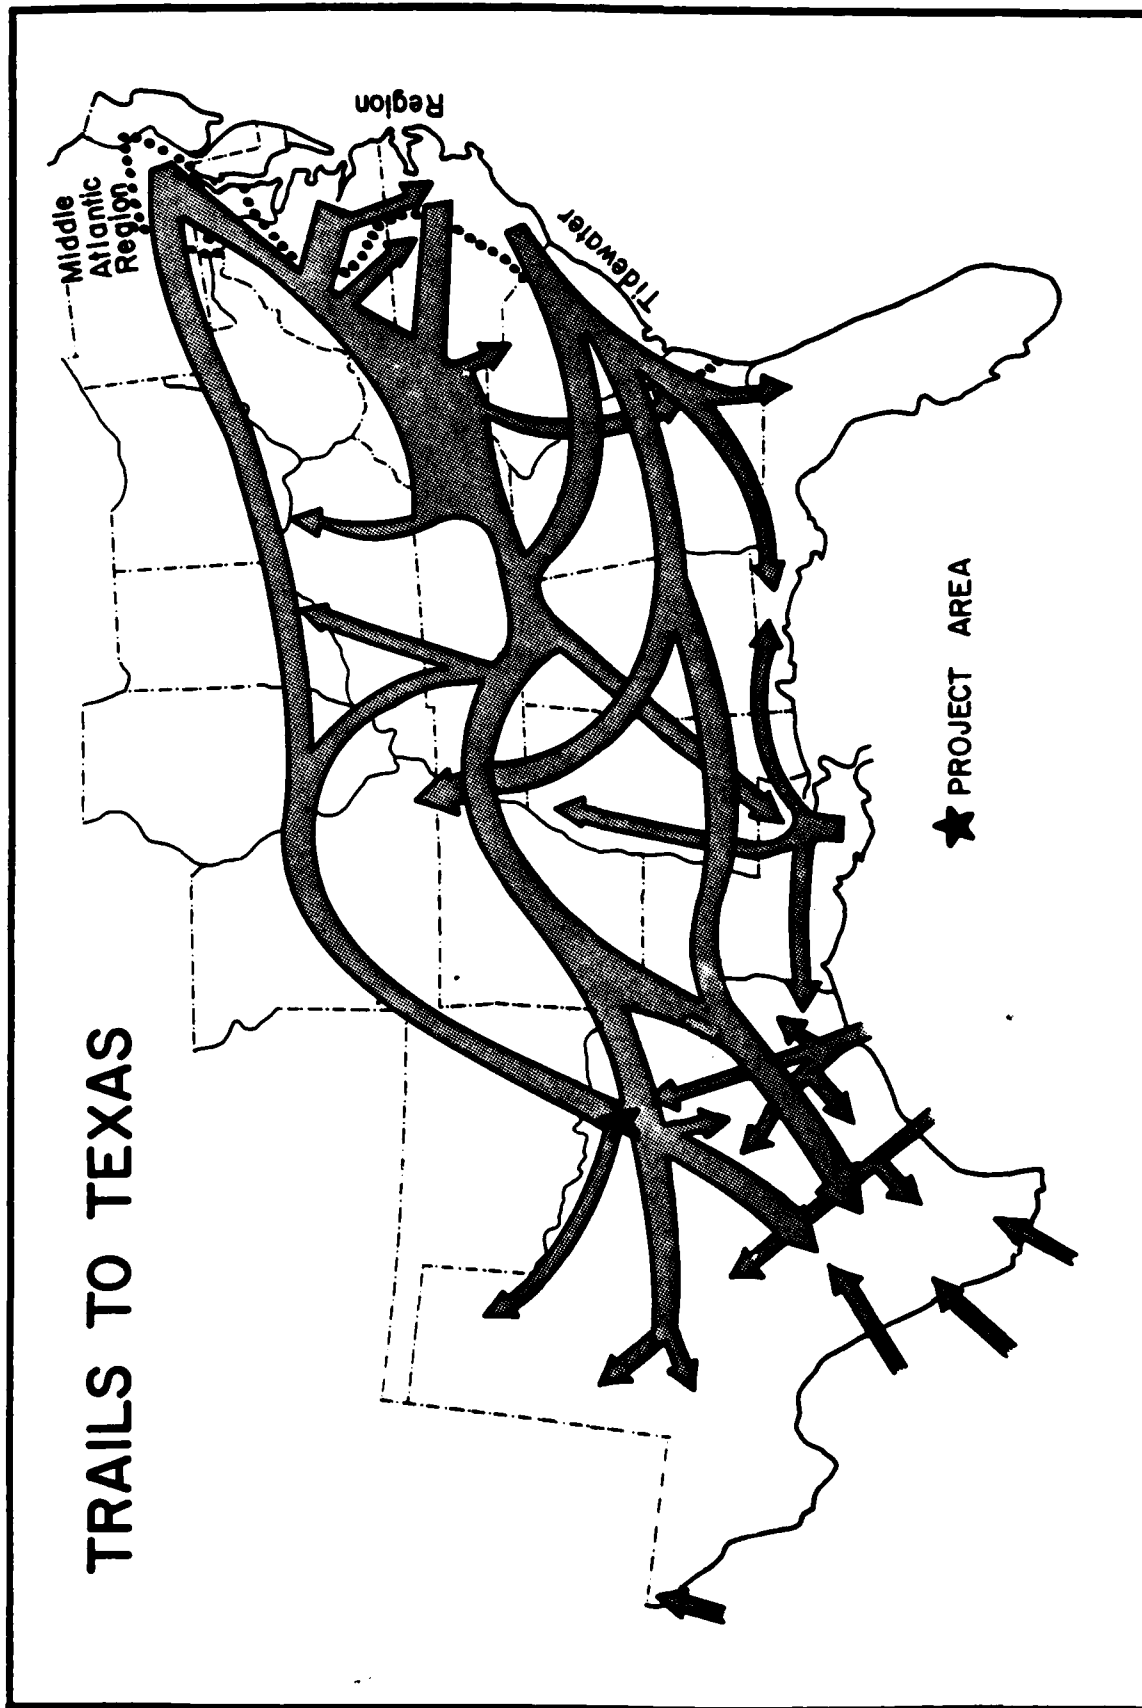 TRAILS TO TEXAS
Middle
Atlantic
Region
Tidewater
Region
PROJECT AREA